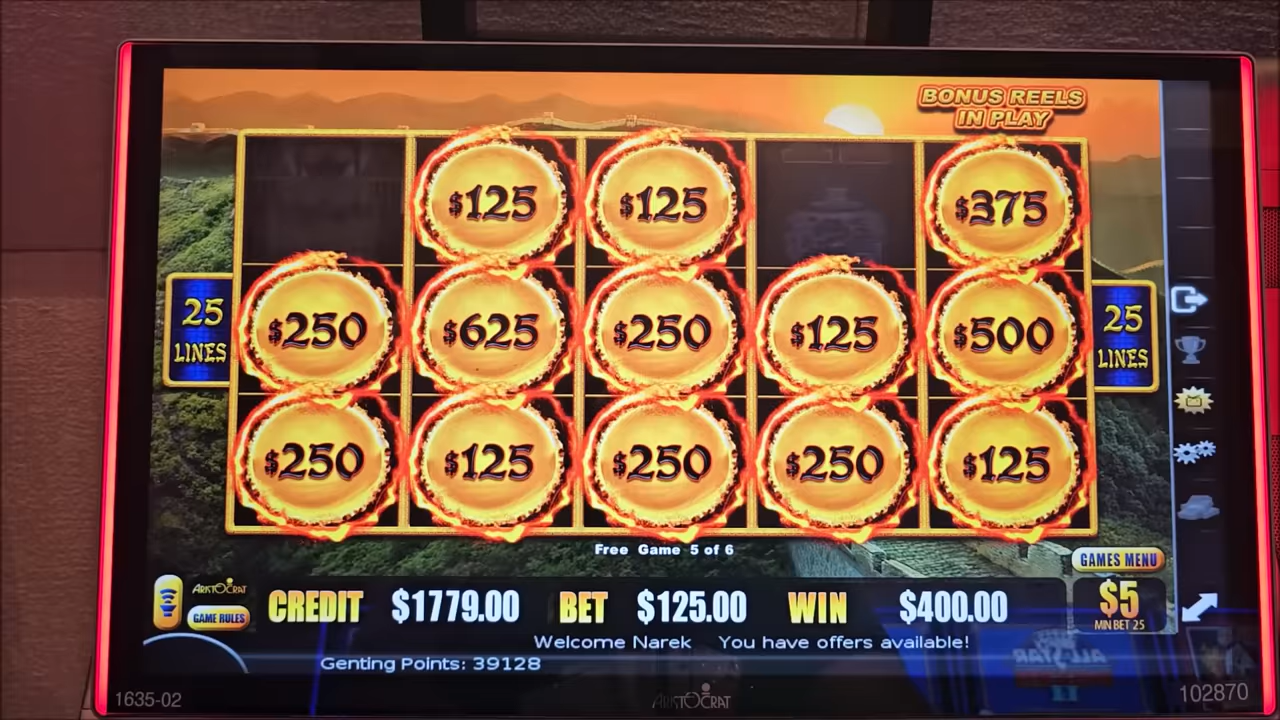 BONUS REELS
IN PLAY
$125 $125 $375
25
LINES
$250 $625 $250 $125 $500
25
LINES
$250 $125 $250 $250 $125
Free Game 5 of 6
GAMES MENU
ARISTOCRAT
GAME RULES
CREDIT $1779.00 BET $125.00 WIN $400.00
$5
MIN BET 25
Welcome Narek You have offers available!
Genting Points: 39128
1635-02
ARISTOCRAT
102870